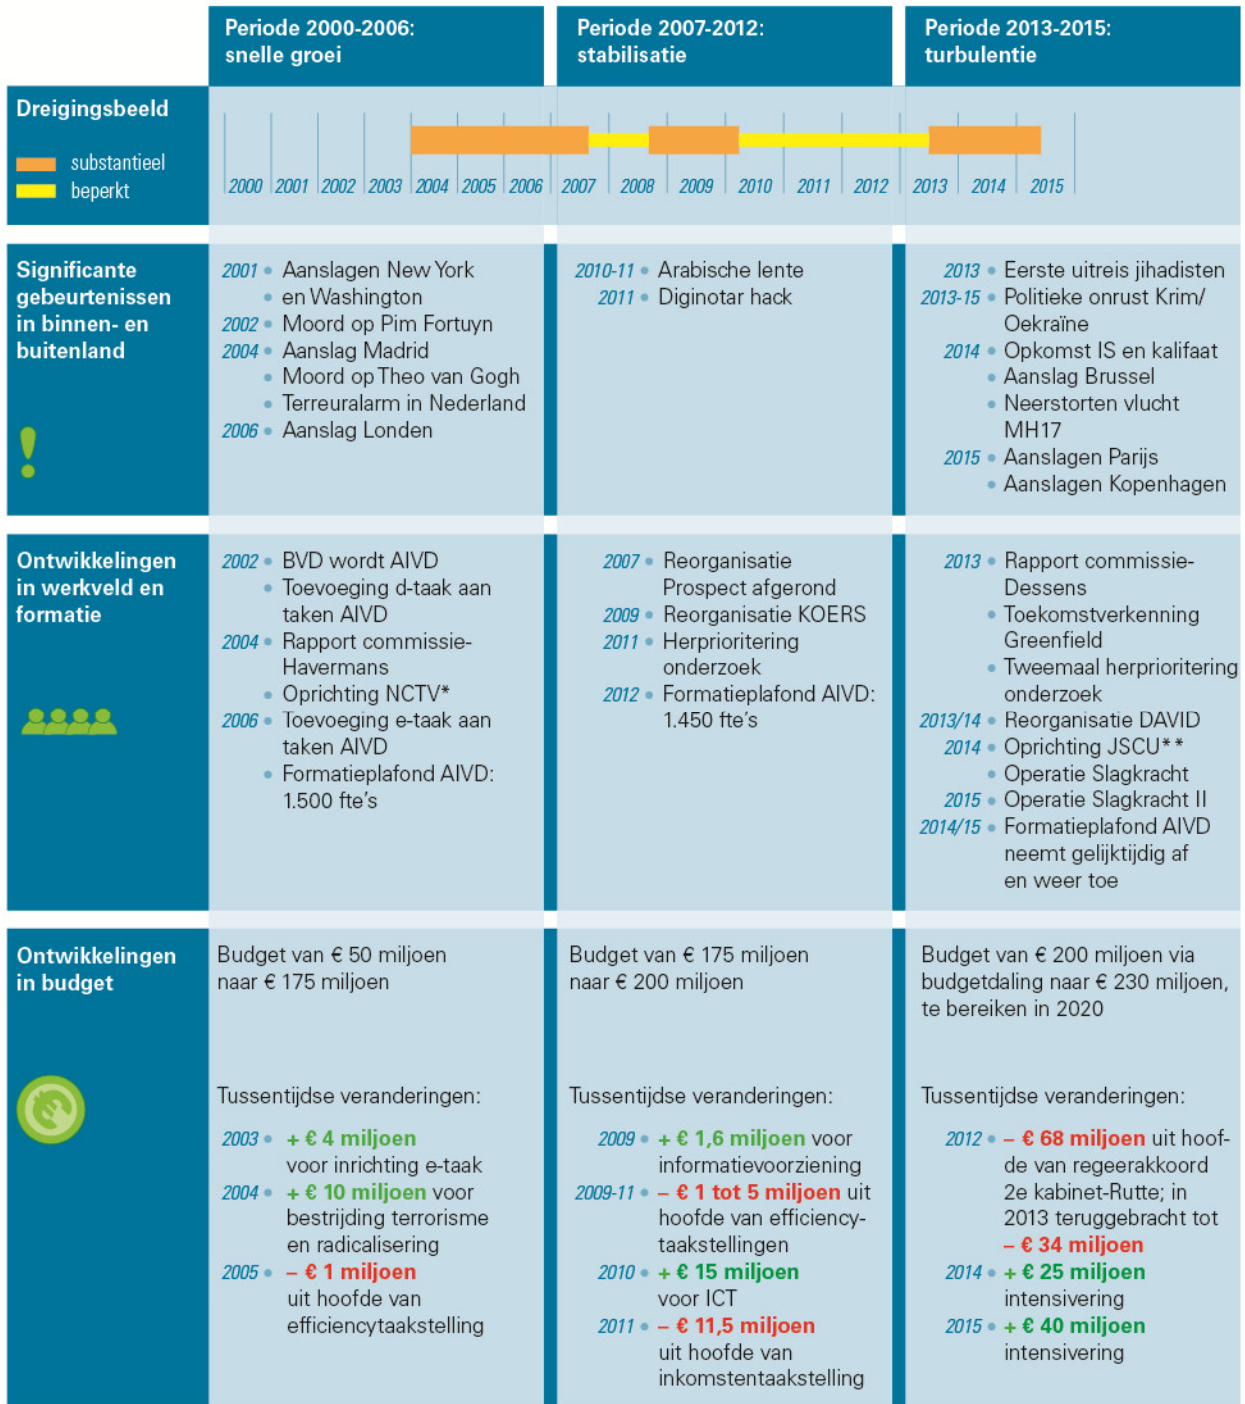 Periode 2000-2006:
snelle groei
Periode 2007-2012:
stabilisatie
Periode 2013-2015:
turbulentie
Dreigingsbeeld
substantieel
beperkt
2000 2001 2002 2003 2004 2005 2006 2007 2008 2009 2010 2011 2012 2013 2014 2015
Significante
gebeurtenissen
in binnen- en
buitenland
2001 • Aanslagen New York
• en Washington
2002 • Moord op Pim Fortuyn
2004 • Aanslag Madrid
• Moord op Theo van Gogh
• Terreuralarm in Nederland
2006 • Aanslag Londen
2010-11 • Arabische lente
2011 • Diginotar hack
2013 • Eerste uitreis jihadisten
2013-15 • Politieke onrust Krim/
Oekraïne
2014 • Opkomst IS en kalifaat
• Aanslag Brussel
• Neerstorten vlucht
MH17
2015 • Aanslagen Parijs
• Aanslagen Kopenhagen
Ontwikkelingen
in werkveld en
formatie
2002 • BVD wordt AIVD
• Toevoeging d-taak aan
taken AIVD
2004 • Rapport commissie-
Havermans
• Oprichting NCTV*
2006 • Toevoeging e-taak aan
taken AIVD
• Formatieplafond AIVD:
1.500 fte's
2007 • Reorganisatie
Prospect afgerond
2009 • Reorganisatie KOERS
2011 • Herprioritering
onderzoek
2012 • Formatieplafond AIVD:
1.450 fte's
2013 • Rapport commissie-
Dessens
• Toekomstverkenning
Greenfield
• Tweemaal herprioritering
onderzoek
2013/14 • Reorganisatie DAVID
2014 • Oprichting JSCU**
• Operatie Slagkracht
2015 • Operatie Slagkracht II
2014/15 • Formatieplafond AIVD
neemt gelijktijdig af
en weer toe
Ontwikkelingen
in budget
Budget van € 50 miljoen
naar € 175 miljoen
Tussentijdse veranderingen:
2003 • + € 4 miljoen
voor inrichting e-taak
2004 • + € 10 miljoen voor
bestrijding terrorisme
en radicalisering
2005 • – € 1 miljoen
uit hoofde van
efficiencytaakstelling
Budget van € 175 miljoen
naar € 200 miljoen
Tussentijdse veranderingen:
2009 • + € 1,6 miljoen voor
informatievoorziening
2009-11 • – € 1 tot 5 miljoen uit
hoofde van efficiency-
taakstellingen
2010 • + € 15 miljoen
voor ICT
2011 • – € 11,5 miljoen
uit hoofde van
inkomstentaakstelling
Budget van € 200 miljoen via
budgetdaling naar € 230 miljoen,
te bereiken in 2020
Tussentijdse veranderingen:
2012 • – € 68 miljoen uit hoof-
de van regeerakkoord
2e kabinet-Rutte; in
2013 teruggebracht tot
– € 34 miljoen
2014 • + € 25 miljoen
intensivering
2015 • + € 40 miljoen
intensivering